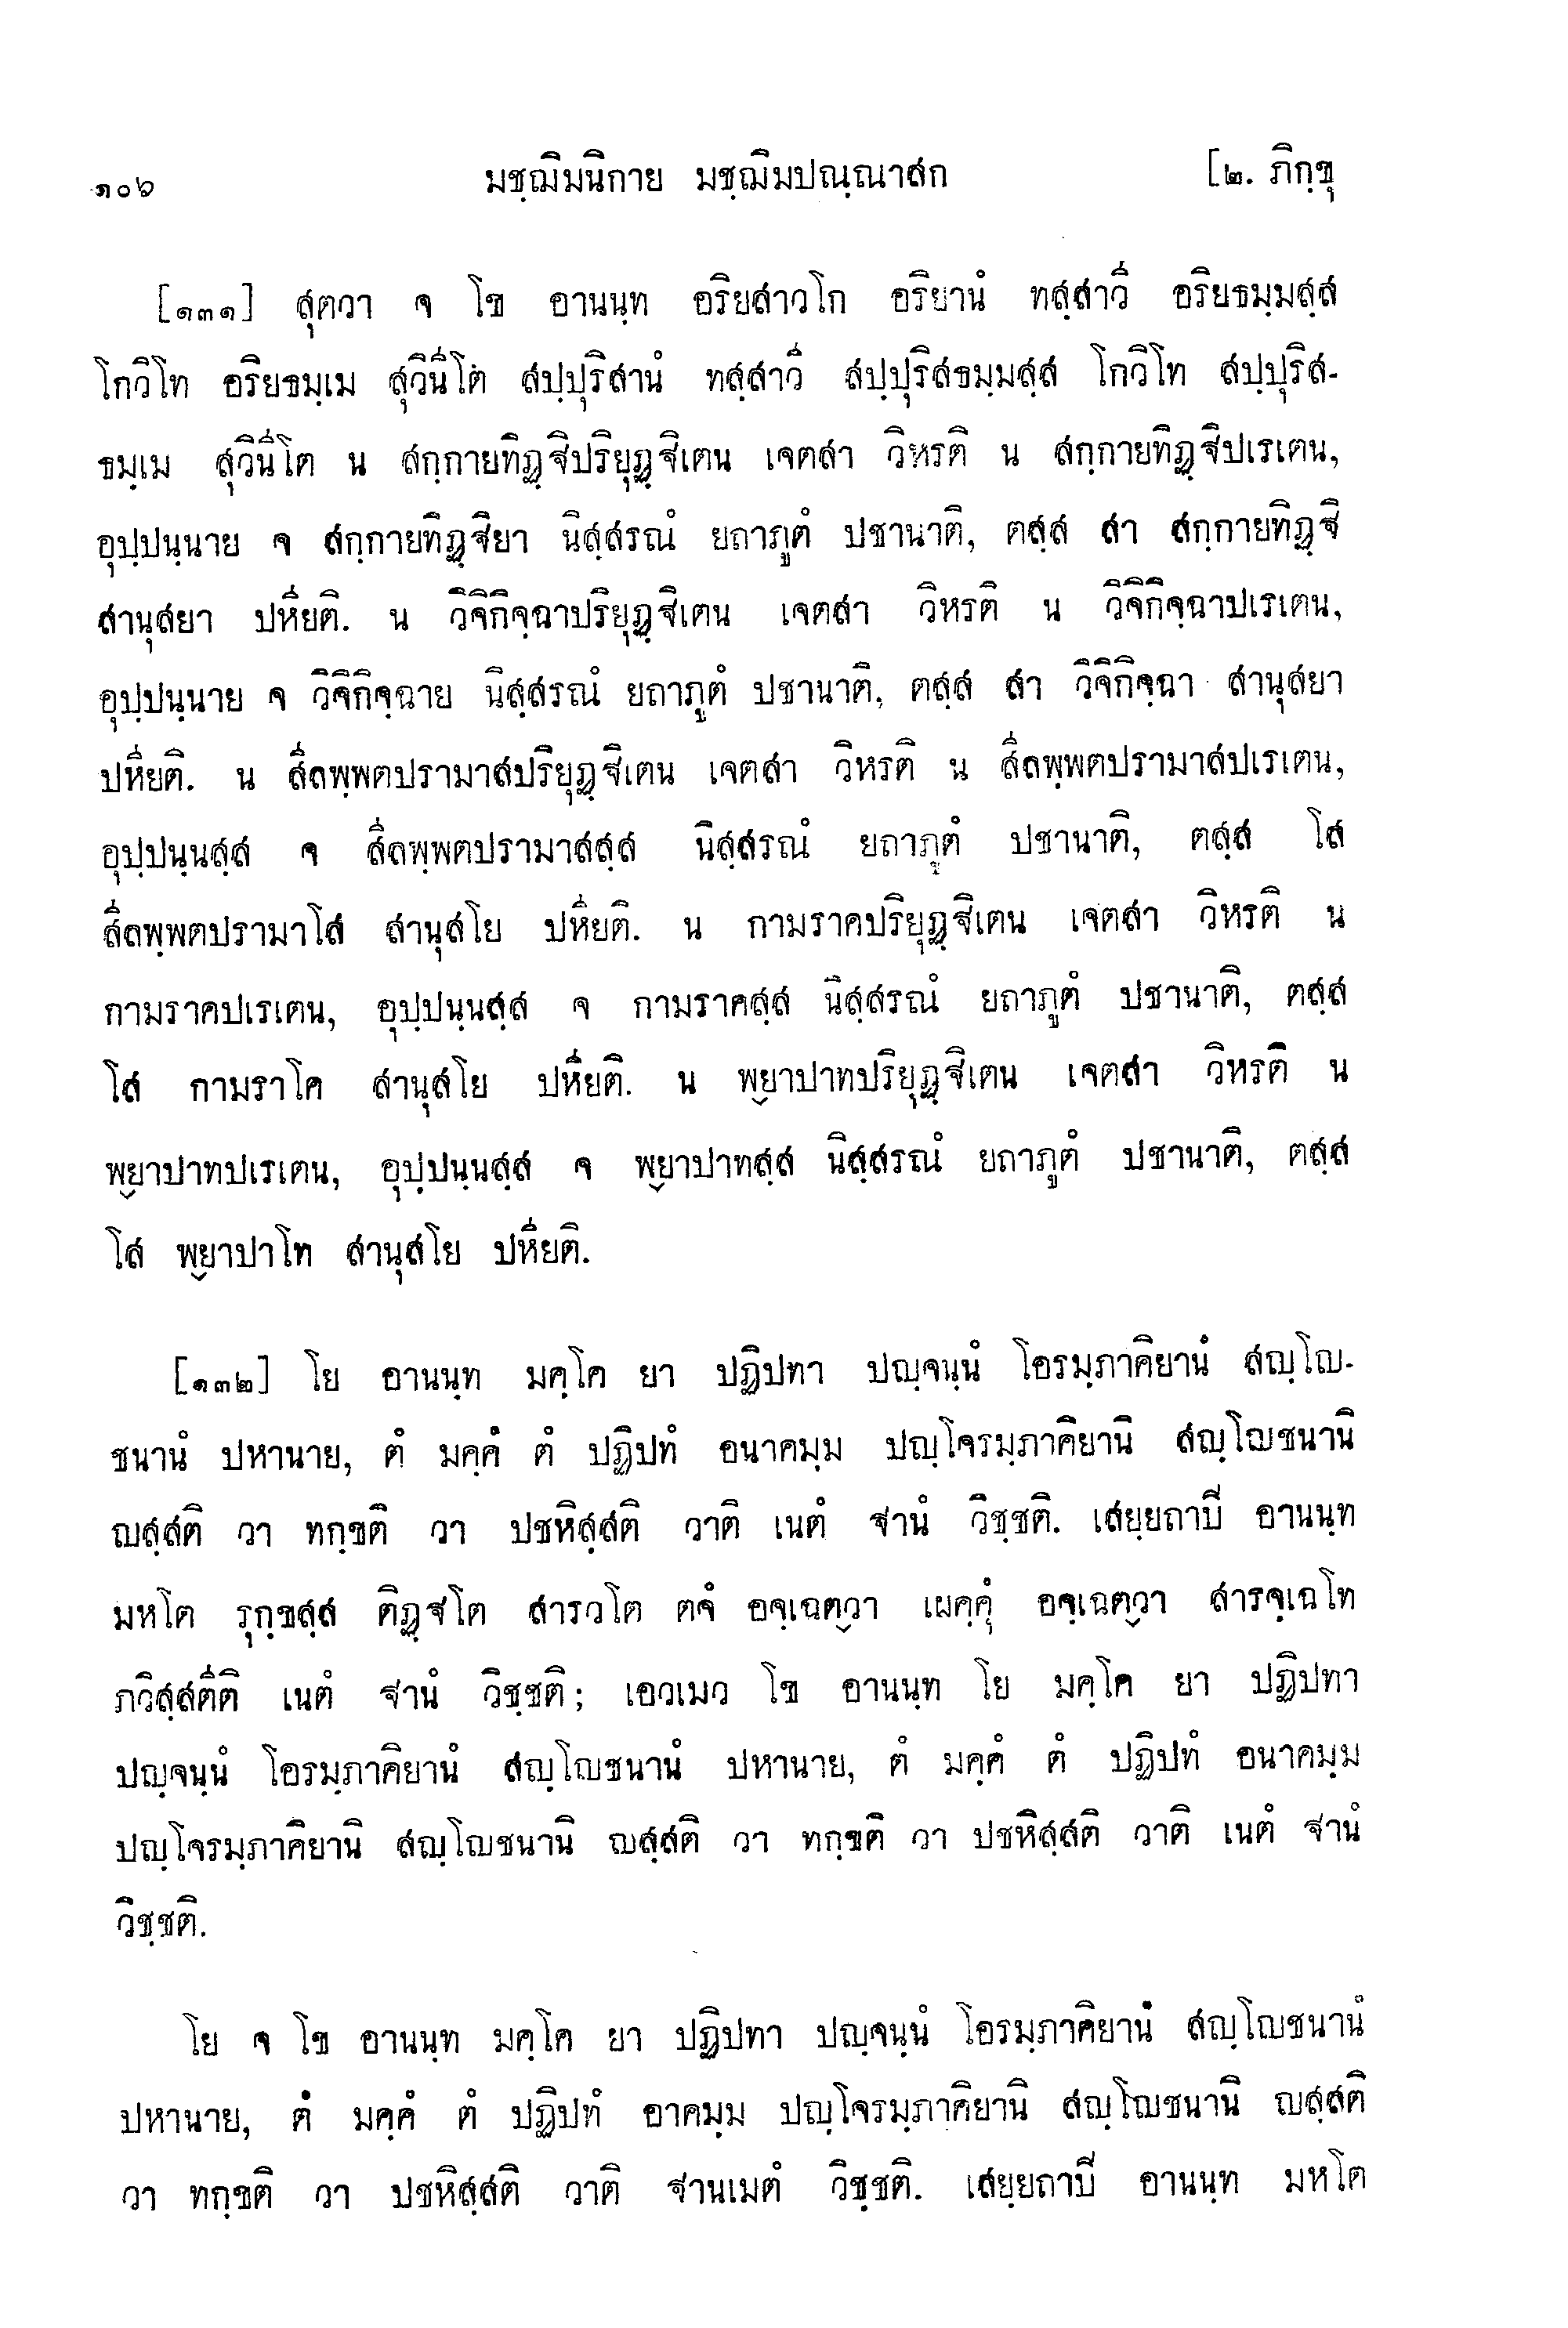 ๑๐๖ มชฺฌิมนิกาย มชฺฌิมปณฺณาสก [๒. ภิกฺขุ
[๑๓๑] สุตวา จ โข อานนฺท อริยสาวโก อริยานํ ทสฺสาวี อริยธมฺมสฺส
โกวิโท อริยธมฺเม สุวินีโต สปฺปุริสานํ ทสฺสาวี สปฺปุริสธมฺมสฺส โกวิโท สปฺปุริส-
ธมฺเม สุวินีโต น สกฺกายทิฏฺฐิปริยุฏฺฐิเตน เจตสา วิหรติ น สกฺกายทิฏฺฐิปเรเตน,
อุปฺปนฺนาย จ สกฺกายทิฏฺฐิยา นิสฺสรณํ ยถาภูตํ ปชานาติ, ตสฺส สา สกฺกายทิฏฺฐิ
สานุสยา ปหียติ. น วิจิกิจฺฉาปริยุฏฺฐิเตน เจตสา วิหรติ น วิจิกิจฺฉาปเรเตน,
อุปฺปนฺนาย จ วิจิกิจฺฉาย นิสฺสรณํ ยถาภูตํ ปชานาติ, ตสฺส สา วิจิกิจฺฉา สานุสยา
ปหียติ. น สีลพฺพตปรามาสปริยุฏฺฐิเตน เจตสา วิหรติ น สีลพฺพตปรามาสปเรเตน,
อุปฺปนฺนสฺส จ สีลพฺพตปรามาสสฺส นิสฺสรณํ ยถาภูตํ ปชานาติ, ตสฺส โส
สีลพฺพตปรามาโส สานุสโย ปหียติ. น กามราคปริยุฏฺฐิเตน เจตสา วิหรติ น
กามราคปเรเตน, อุปฺปนฺนสฺส จ กามราคสฺส นิสฺสรณํ ยถาภูตํ ปชานาติ, ตสฺส
โส กามราโค สานุสโย ปหียติ. น พฺยาปาทปริยุฏฺฐิเตน เจตสา วิหรติ น
พฺยาปาทปเรเตน, อุปฺปนฺนสฺส จ พฺยาปาทสฺส นิสฺสรณํ ยถาภูตํ ปชานาติ, ตสฺส
โส พฺยาปาโท สานุสโย ปหียติ.
[๑๓๒] โย อานนฺท มคฺโค ยา ปฏิปทา ปญฺจนฺนํ โอรมฺภาคิยานํ สญฺโญ-
ชนานํ ปหานาย, ตํ มคฺคํ ตํ ปฏิปทํ อนาคมฺม ปญฺโจรมฺภาคิยานิ สญฺโญชนานิ
ญสฺสติ วา ทกฺขติ วา ปชหิสฺสติ วาติ เนตํ ฐานํ วิชฺชติ. เสยฺยถาปี อานนฺท
มหโต รุกฺขสฺส ติฏฺฐโต สารวโต ตจํ อจฺเฉตฺวา เผคฺคุํ อจฺเฉตฺวา สารจฺเฉโท
ภวิสฺสตีติ เนตํ ฐานํ วิชฺชติ; เอวเมว โข อานนฺท โย มคฺโค ยา ปฏิปทา
ปญฺจนฺนํ โอรมฺภาคิยานํ สญฺโญชนานํ ปหานาย, ตํ มคฺคํ ตํ ปฏิปทํ อนาคมฺม
ปญฺโจรมฺภาคิยานิ สญฺโญชนานิ ญสฺสติ วา ทกฺขติ วา ปชหิสฺสติ วาติ เนตํ ฐานํ
วิชฺชติ.
โย จ โข อานนฺท มคฺโค ยา ปฏิปทา ปญฺจนฺนํ โอรมฺภาคิยานํ สญฺโญชนานํ
ปหานาย, ตํ มคฺคํ ตํ ปฏิปทํ อาคมฺม ปญฺโจรมฺภาคิยานิ สญฺโญชนานิ ญสฺสติ
วา ทกฺขติ วา ปชหิสฺสติ วาติ ฐานเมตํ วิชฺชติ. เสยฺยถาปี อานนฺท มหโต